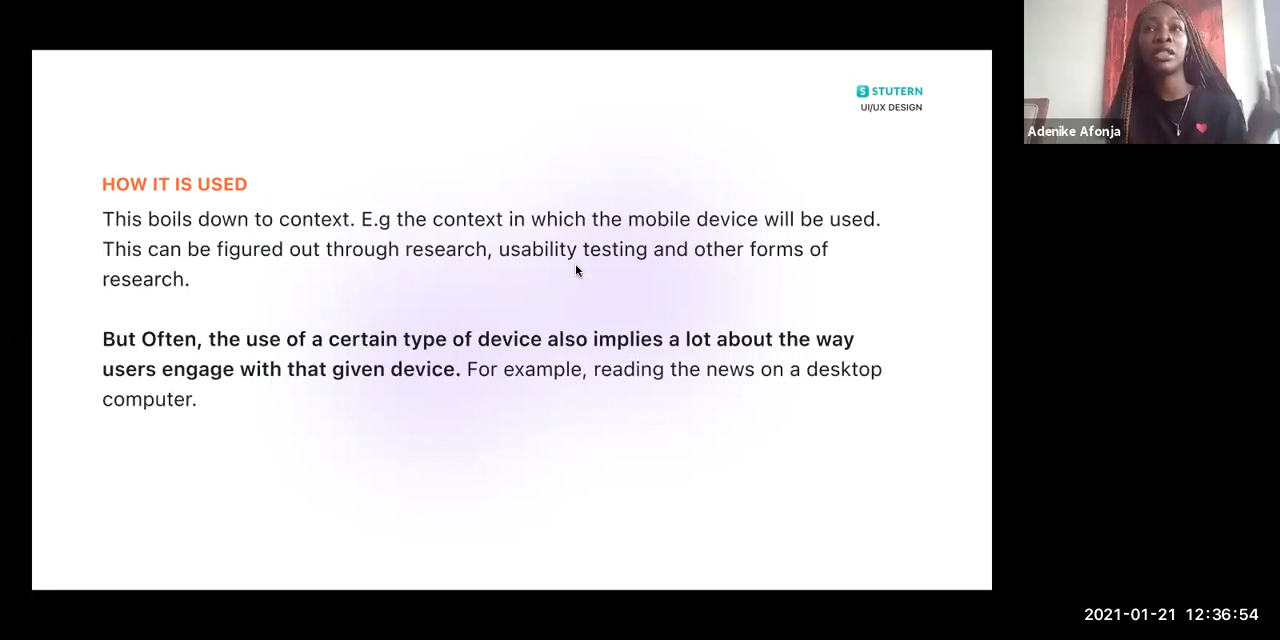 S STUTERN
UI/UX DESIGN
HOW IT IS USED
This boils down to context. E.g the context in which the mobile device will be used.
This can be figured out through research, usability testing and other forms of
research.
But Often, the use of a certain type of device also implies a lot about the way
users engage with that given device. For example, reading the news on a desktop
computer.
Adenike Afonja
2021-01-21 12:36:54